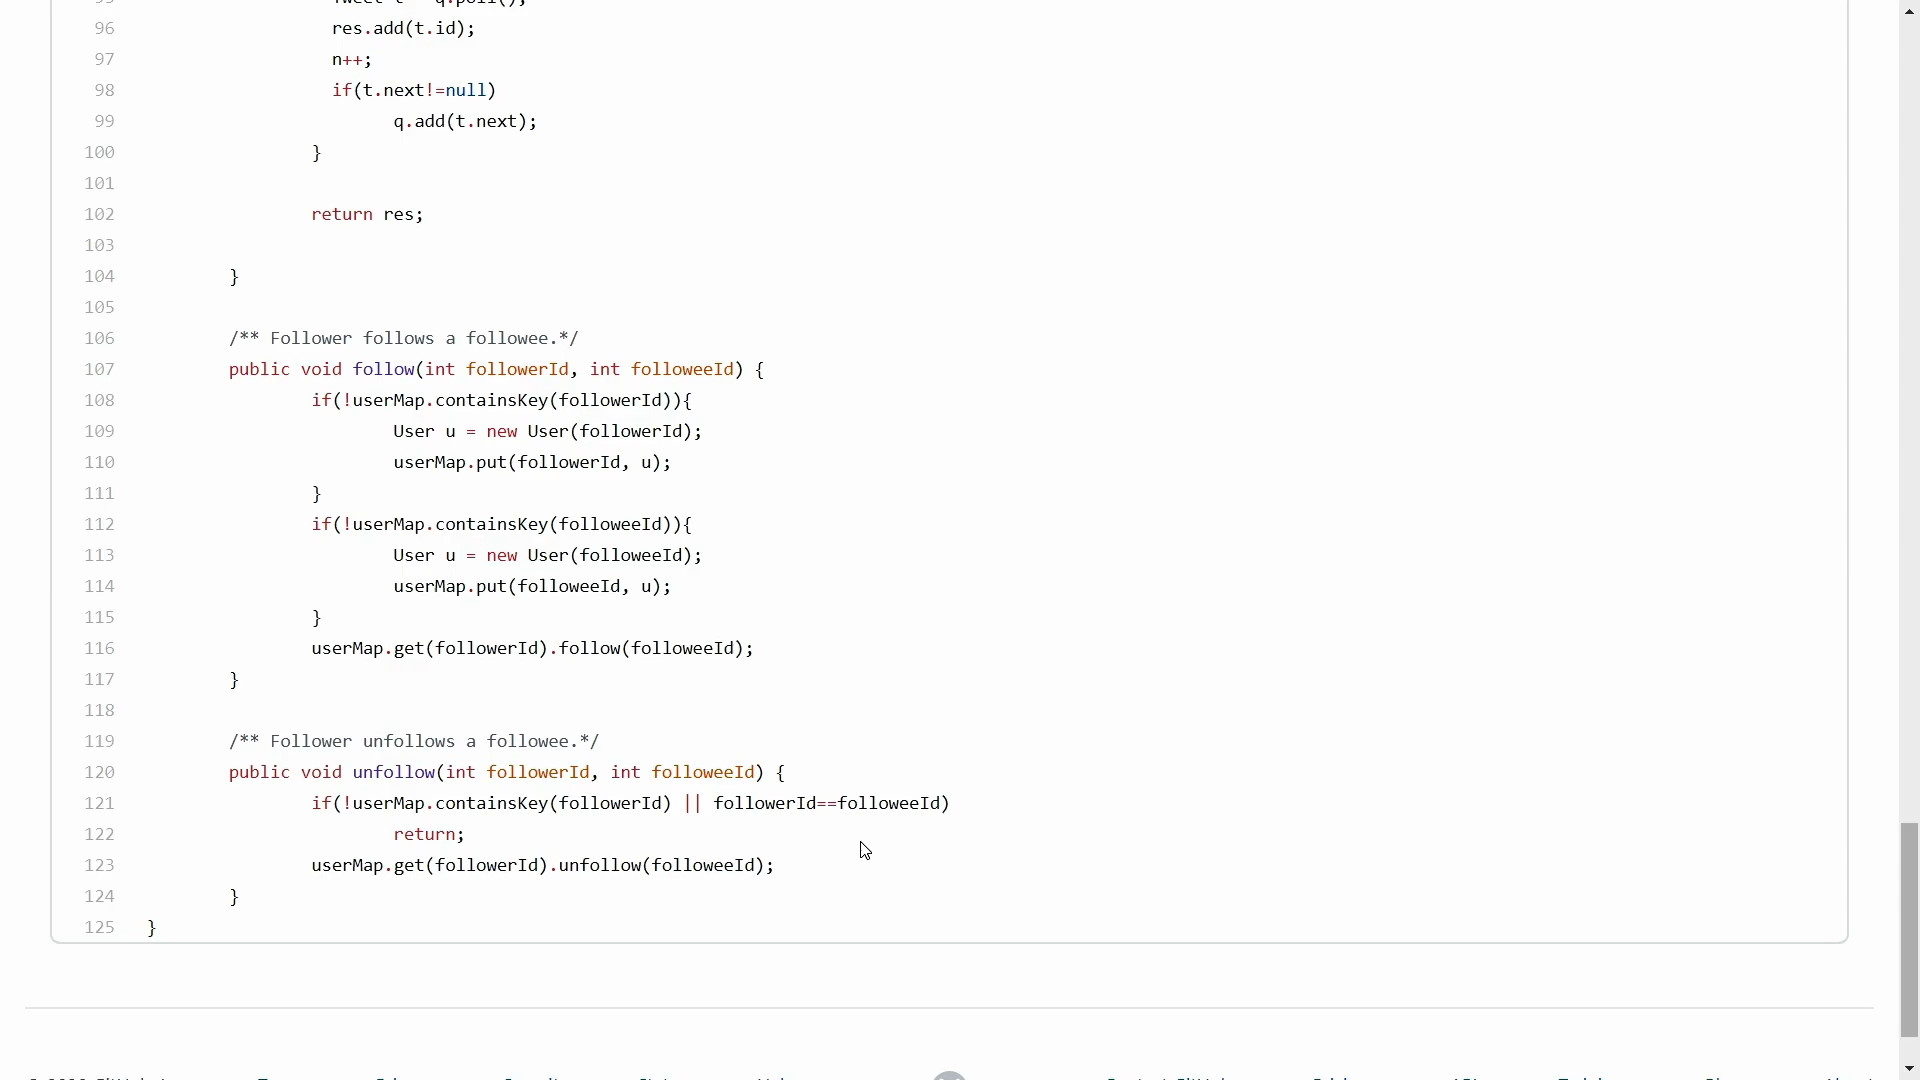 96 res.add(t.id);
97 n++;
98 if(t.next!=null)
99 q.add(t.next);
100 }
101
102 return res;
103
104 }
105
106 /** Follower follows a followee.*/
107 public void follow(int followerId, int followeeId) {
108 if(!userMap.containsKey(followerId)){
109 User u = new User(followerId);
110 userMap.put(followerId, u);
111 }
112 if(!userMap.containsKey(followeeId)){
113 User u = new User(followeeId);
114 userMap.put(followeeId, u);
115 }
116 userMap.get(followerId).follow(followeeId);
117 }
118
119 /** Follower unfollows a followee.*/
120 public void unfollow(int followerId, int followeeId) {
121 if(!userMap.containsKey(followerId) || followerId==followeeId)
122 return;
123 userMap.get(followerId).unfollow(followeeId);
124 }
125 }